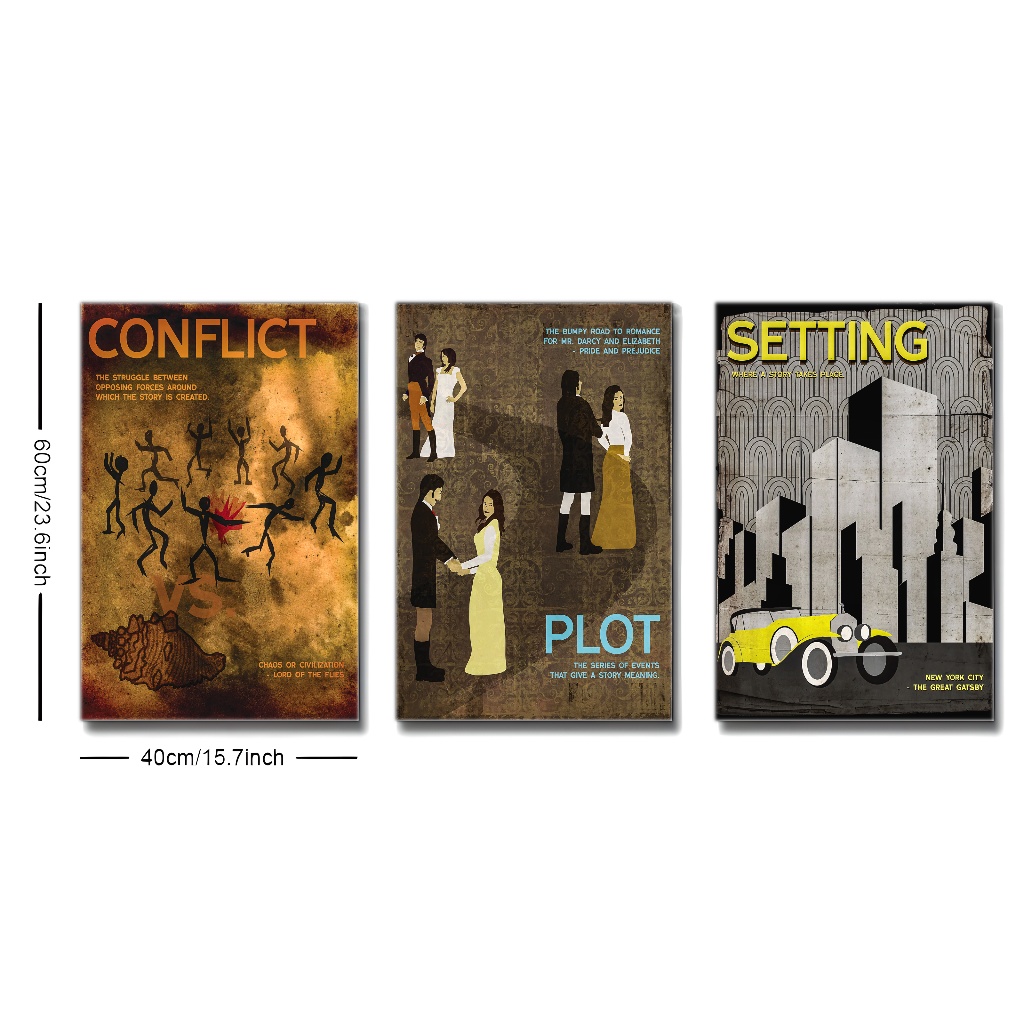 60cm/23.6inch
CONFLICT
THE STRUGGLE BETWEEN
OPPOSING FORCES AROUND
WHICH THE STORY IS CREATED.
VS.
CHAOS OR CIVILIZATION
- LORD OF THE FLIES
40cm/15.7inch
THE BUMPY ROAD TO ROMANCE
FOR MR. DARCY AND ELIZABETH
- PRIDE AND PREJUDICE
PLOT
THE SERIES OF EVENTS
THAT GIVE A STORY MEANING.
SETTING
WHERE A STORY TAKES PLACE.
NEW YORK CITY
- THE GREAT GATSBY